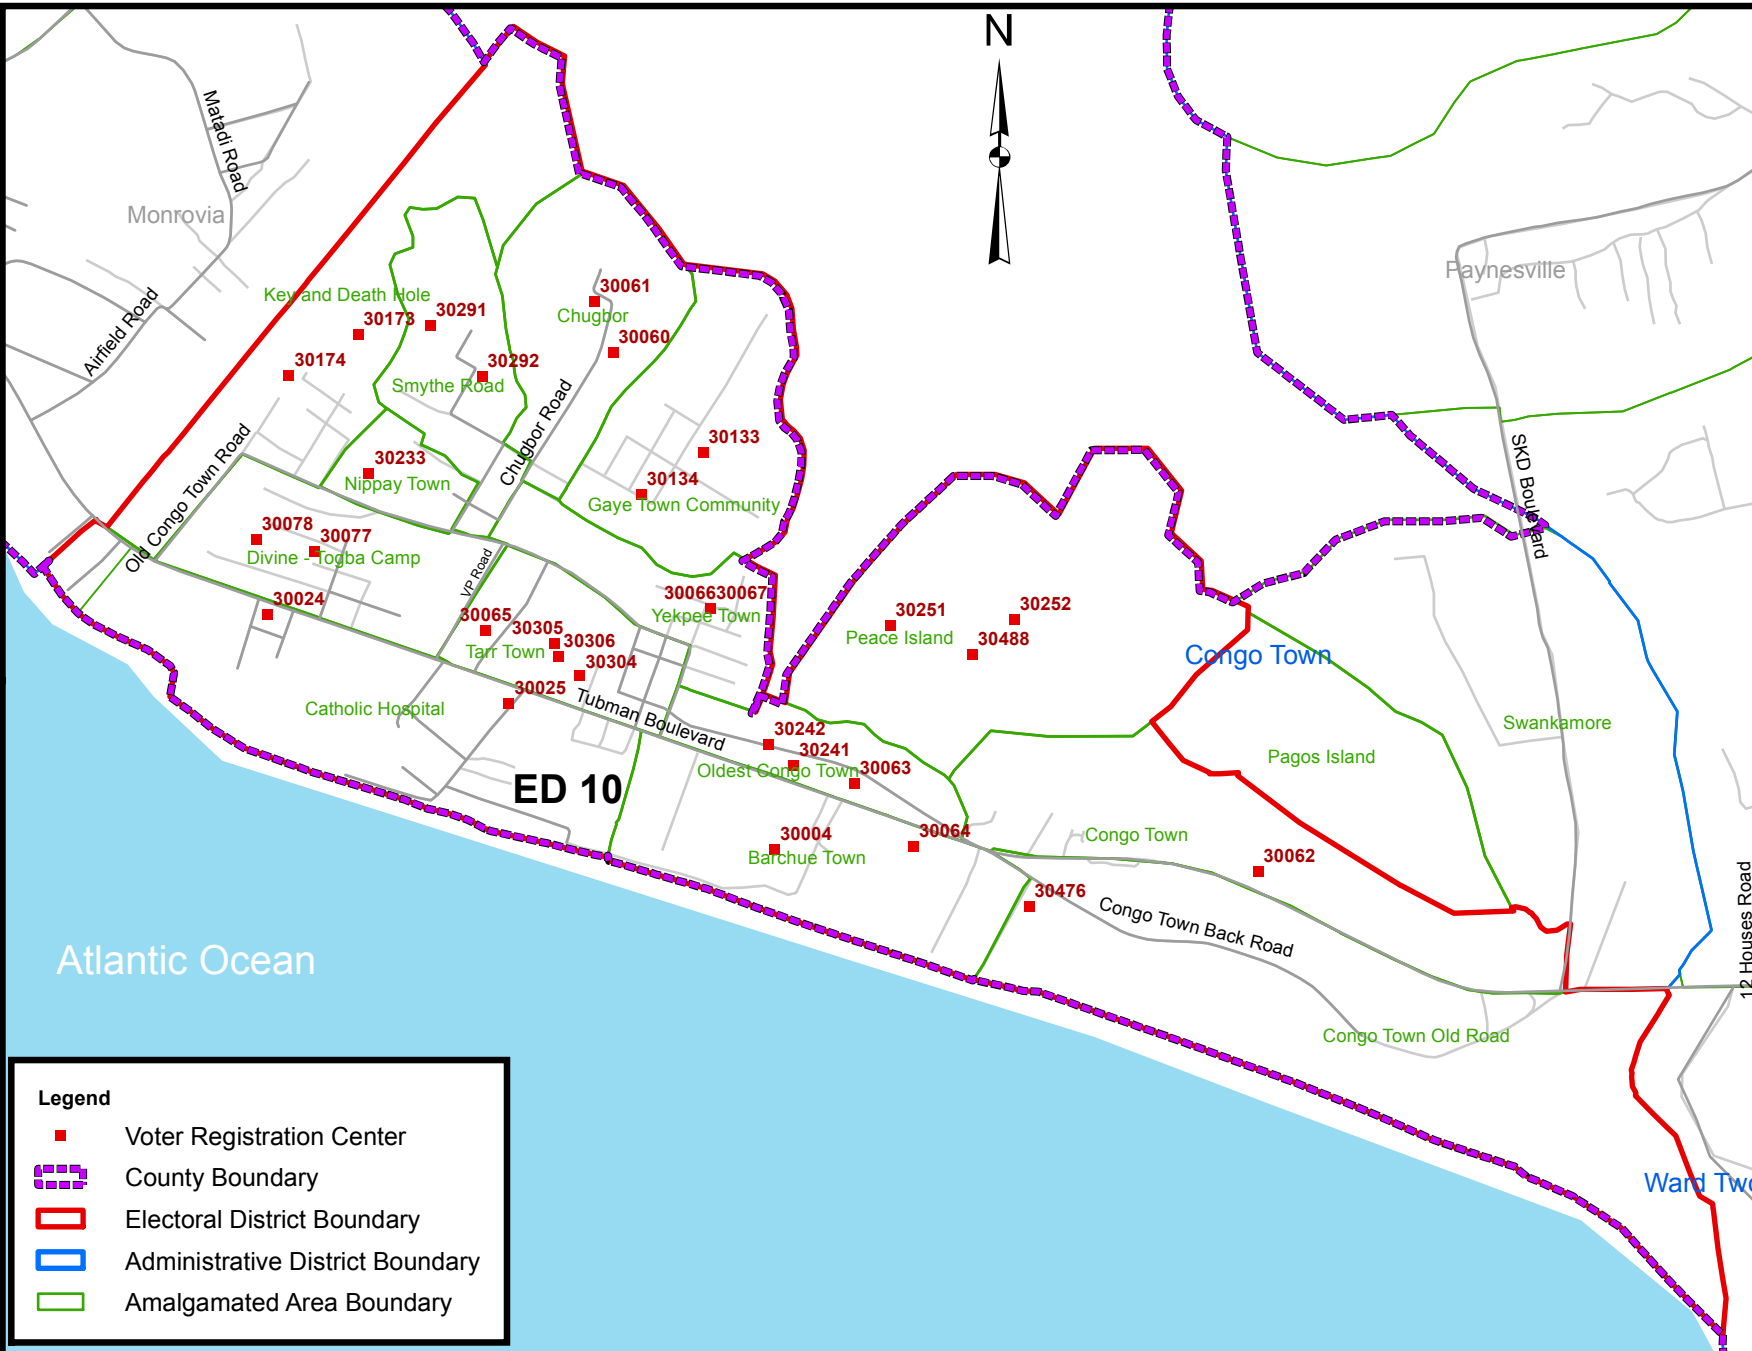 N
Matadi Road
Monrovia
Paynesville
Airfield Road
Key and Death Hole
30173
30291
30061
Chugbor
30060
30174
30292
Smythe Road
Chugbor Road
Old Congo Town Road
30233
Nippay Town
30133
30134
Gaye Town Community
SKD Boulevard
30078
30077
Divine - Togba Camp
VP Road
30024
30065
30305
30306
Tarr Town
30304
3006630067
Yekpee Town
30251
Peace Island
30252
30488
Congo Town
Catholic Hospital
30025
Tubman Boulevard
30242
30241
Oldest Congo Town
30063
Swankamore
Pagos Island
ED 10
30004
Barchue Town
30064
Congo Town
30062
30476
Congo Town Back Road
12 Houses Road
Atlantic Ocean
Congo Town Old Road
Ward Two
Legend
Voter Registration Center
County Boundary
Electoral District Boundary
Administrative District Boundary
Amalgamated Area Boundary